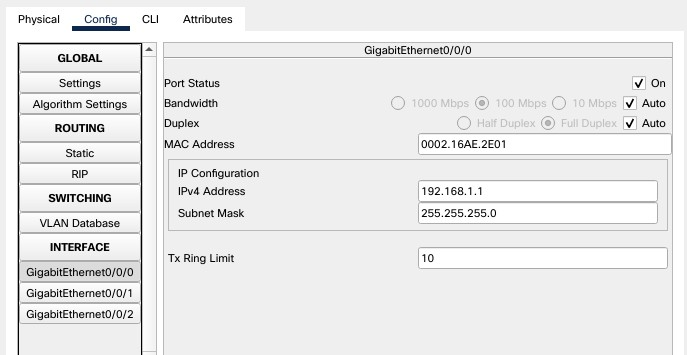 Physical Config CLI Attributes
GLOBAL
Settings
Algorithm Settings
ROUTING
Static
RIP
SWITCHING
VLAN Database
INTERFACE
GigabitEthernet0/0/0
GigabitEthernet0/0/1
GigabitEthernet0/0/2
GigabitEthernet0/0/0
Port Status On
Bandwidth 1000 Mbps 100 Mbps 10 Mbps Auto
Duplex Half Duplex Full Duplex Auto
MAC Address 0002.16AE.2E01
IP Configuration
IPv4 Address 192.168.1.1
Subnet Mask 255.255.255.0
Tx Ring Limit 10